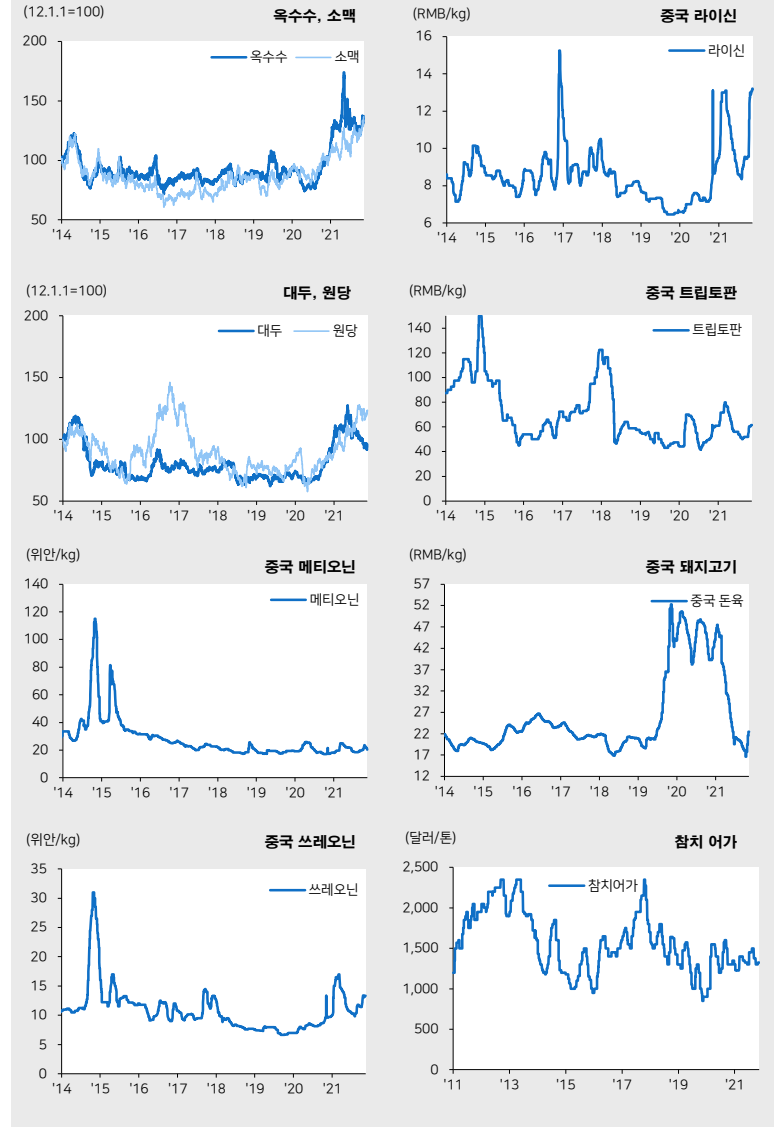 (12.1.1=100) 옥수수, 소맥
옥수수 소맥
200
150
100
50
'14 '15 '16 '17 '18 '19 '20 '21
(RMB/kg) 중국 라이신
라이신
16
14
12
10
8
6
'14 '15 '16 '17 '18 '19 '20 '21
(12.1.1=100) 대두, 원당
대두 원당
200
150
100
50
'14 '15 '16 '17 '18 '19 '20 '21
(RMB/kg) 중국 트립토판
트립토판
140
120
100
80
60
40
20
0
'14 '15 '16 '17 '18 '19 '20 '21
(위안/kg) 중국 메티오닌
메티오닌
140
120
100
80
60
40
20
0
'14 '15 '16 '17 '18 '19 '20 '21
(RMB/kg) 중국 돼지고기
중국 돈육
57
52
47
42
37
32
27
22
17
12
'14 '15 '16 '17 '18 '19 '20 '21
(위안/kg) 중국 쓰레오닌
쓰레오닌
35
30
25
20
15
10
5
0
'14 '15 '16 '17 '18 '19 '20 '21
(달러/톤) 참치 어가
참치어가
2,500
2,000
1,500
1,000
500
0
'11 '13 '15 '17 '19 '21